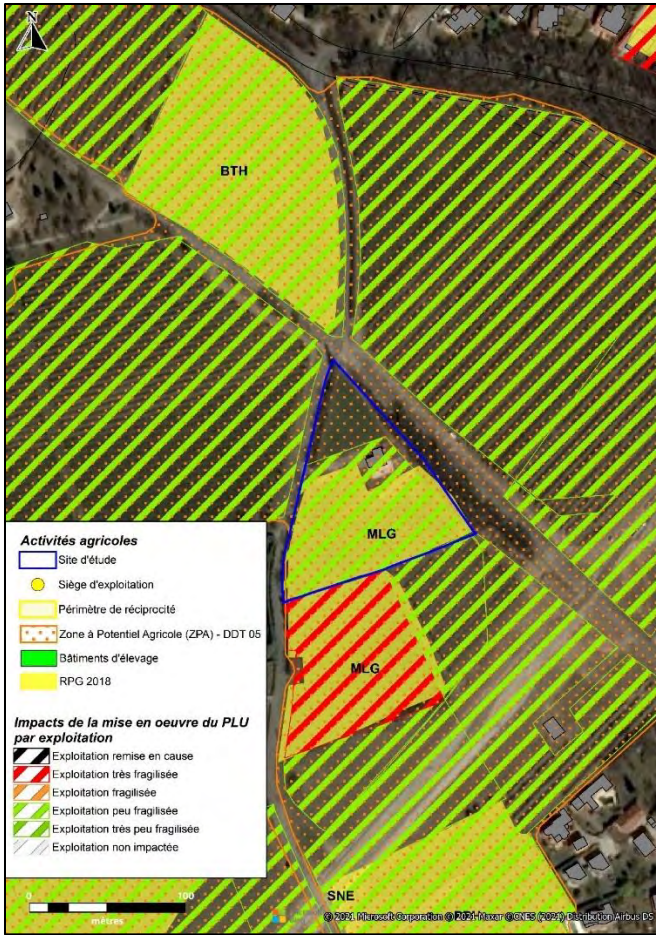 N
BTH
MLG
MLG
SNE
Activités agricoles
Site d'étude
Siège d'exploitation
Périmètre de réciprocité
Zone à Potentiel Agricole (ZPA) - DDT 05
Bâtiments d'élevage
RPG 2018
Impacts de la mise en oeuvre du PLU
par exploitation
Exploitation remise en cause
Exploitation très fragilisée
Exploitation fragilisée
Exploitation peu fragilisée
Exploitation très peu fragilisée
Exploitation non impactée
0 100
mètres
© 2021 Microsoft Corporation © 2021 Maxar ©CNES (2021) Distribution Airbus DS